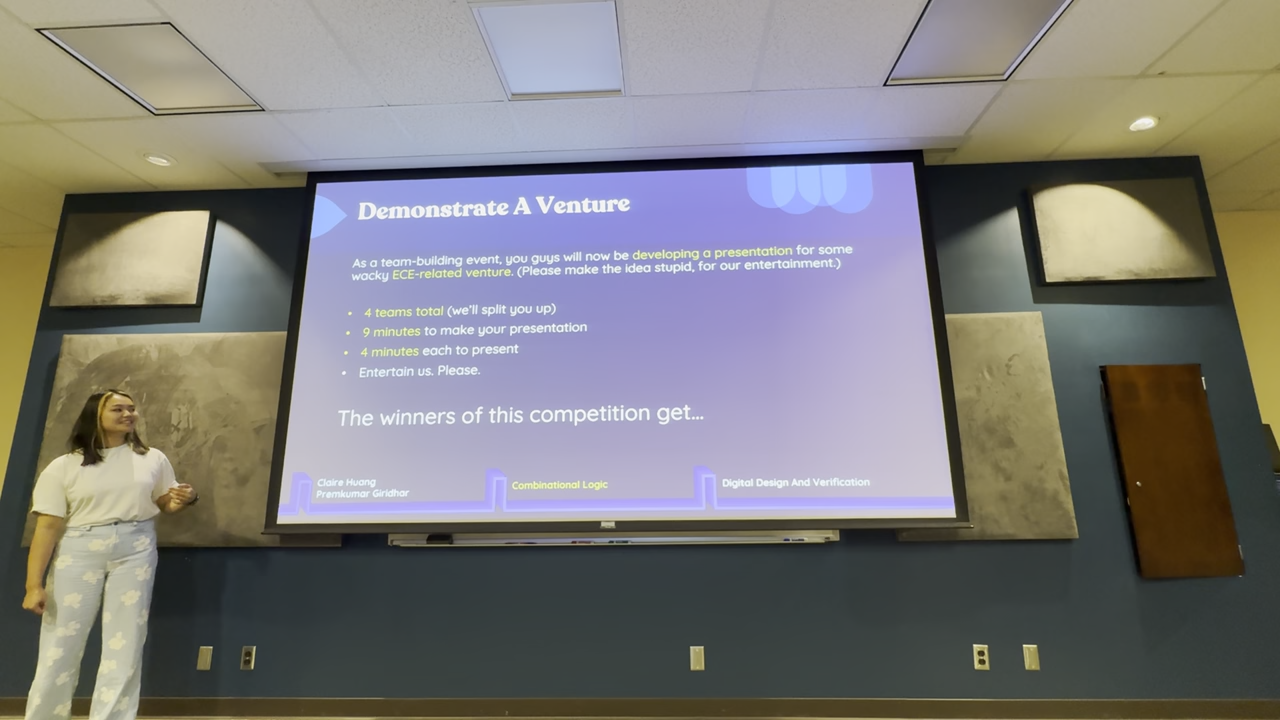 Demonstrate A Venture
As a team-building event, you guys will now be developing a presentation for some
wacky ECE-related venture. (Please make the idea stupid, for our entertainment.)
• 4 teams total (we'll split you up)
• 9 minutes to make your presentation
• 4 minutes each to present
• Entertain us. Please.
The winners of this competition get...
Claire Huang
Premkumar Giridhar
Combinational Logic
Digital Design And Verification